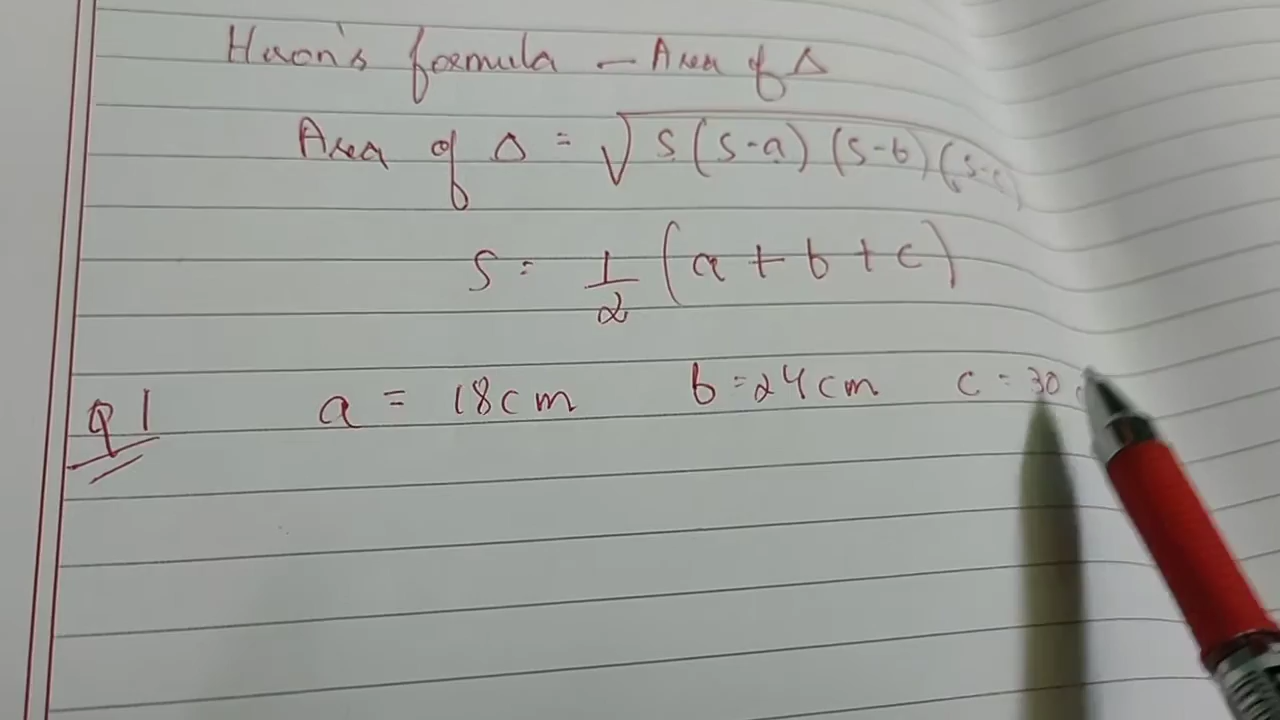 Heron's formula - Area of Δ
Area of Δ = √s(s-a)(s-b)(s-c)
S = 1/2 (a + b + c)
Q1 a = 18cm b = 24cm c = 30